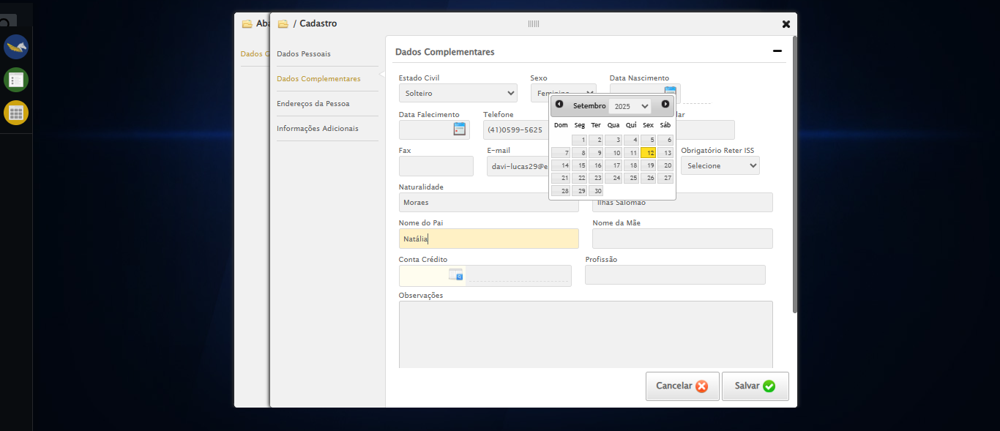 Aba
/ Cadastro
Dados C
Dados Pessoais
Dados Complementares
Endereços da Pessoa
Informações Adicionais
Dados Complementares
Estado Civil Sexo Data Nascimento
Solteiro Feminino
Setembro 2025
Dom Seg Ter Qua Qui Sex Sáb
1 2 3 4 5 6
7 8 9 10 11 12 13
14 15 16 17 18 19 20
21 22 23 24 25 26 27
28 29 30
Data Falecimento Telefone lar
(41)0599-5625
Fax E-mail Obrigatório Reter ISS
davi-lucas29@e Selecione
Naturalidade
Moraes Ilhas Salomão
Nome do Pai Nome da Mãe
Natália
Conta Crédito Profissão
Observações
Cancelar Salvar